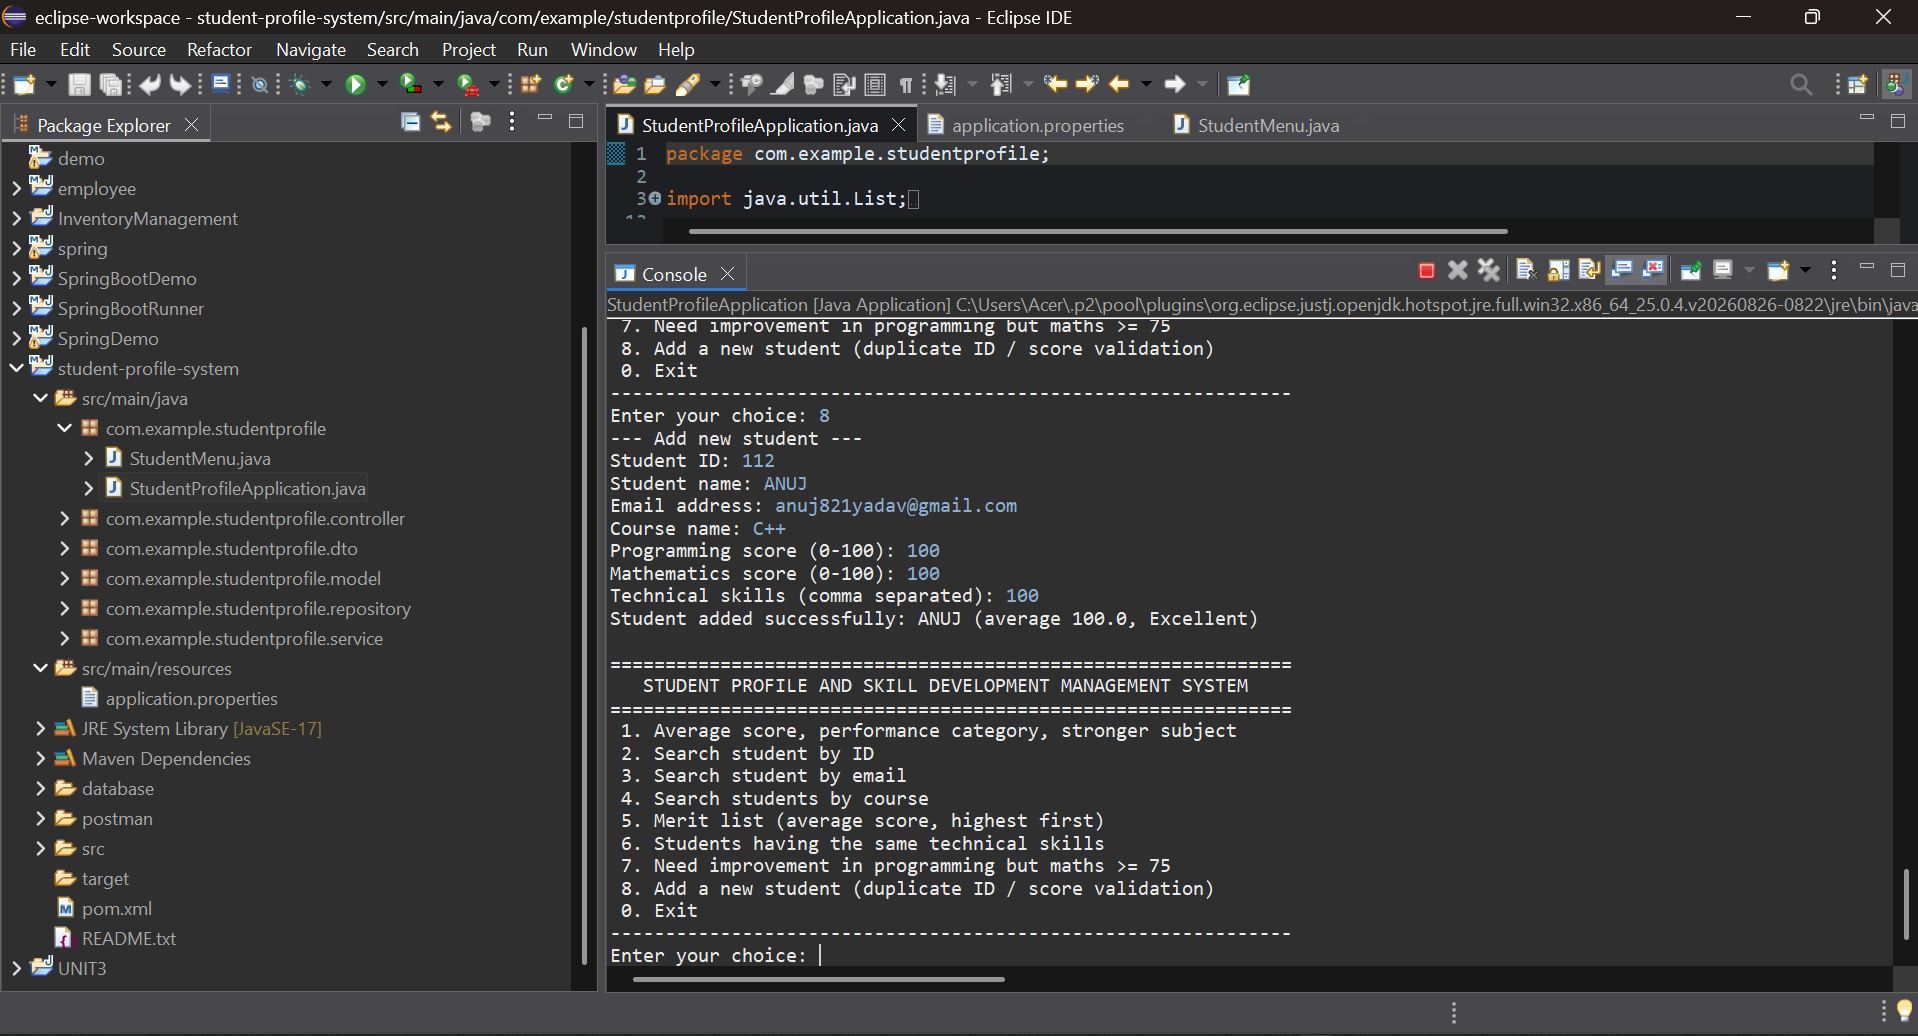 eclipse-workspace - student-profile-system/src/main/java/com/example/studentprofile/StudentProfileApplication.java - Eclipse IDE
File Edit Source Refactor Navigate Search Project Run Window Help
Package Explorer
demo
employee
InventoryManagement
spring
SpringBootDemo
SpringBootRunner
SpringDemo
student-profile-system
src/main/java
com.example.studentprofile
StudentMenu.java
StudentProfileApplication.java
com.example.studentprofile.controller
com.example.studentprofile.dto
com.example.studentprofile.model
com.example.studentprofile.repository
com.example.studentprofile.service
src/main/resources
application.properties
JRE System Library [JavaSE-17]
Maven Dependencies
database
postman
src
target
pom.xml
README.txt
UNIT3
StudentProfileApplication.java application.properties StudentMenu.java
1 package com.example.studentprofile;
2
3 import java.util.List;
Console
StudentProfileApplication [Java Application] C:\Users\Acer\.p2\pool\plugins\org.eclipse.justj.openjdk.hotspot.jre.full.win32.x86_64_25.0.4.v20260826-0822\jre\bin\java
7. Need improvement in programming but maths >= 75
8. Add a new student (duplicate ID / score validation)
0. Exit
--------------------------------------------------------------
Enter your choice: 8
--- Add new student ---
Student ID: 112
Student name: ANUJ
Email address: anuj821yadav@gmail.com
Course name: C++
Programming score (0-100): 100
Mathematics score (0-100): 100
Technical skills (comma separated): 100
Student added successfully: ANUJ (average 100.0, Excellent)
==============================================================
STUDENT PROFILE AND SKILL DEVELOPMENT MANAGEMENT SYSTEM
==============================================================
1. Average score, performance category, stronger subject
2. Search student by ID
3. Search student by email
4. Search students by course
5. Merit list (average score, highest first)
6. Students having the same technical skills
7. Need improvement in programming but maths >= 75
8. Add a new student (duplicate ID / score validation)
0. Exit
--------------------------------------------------------------
Enter your choice: